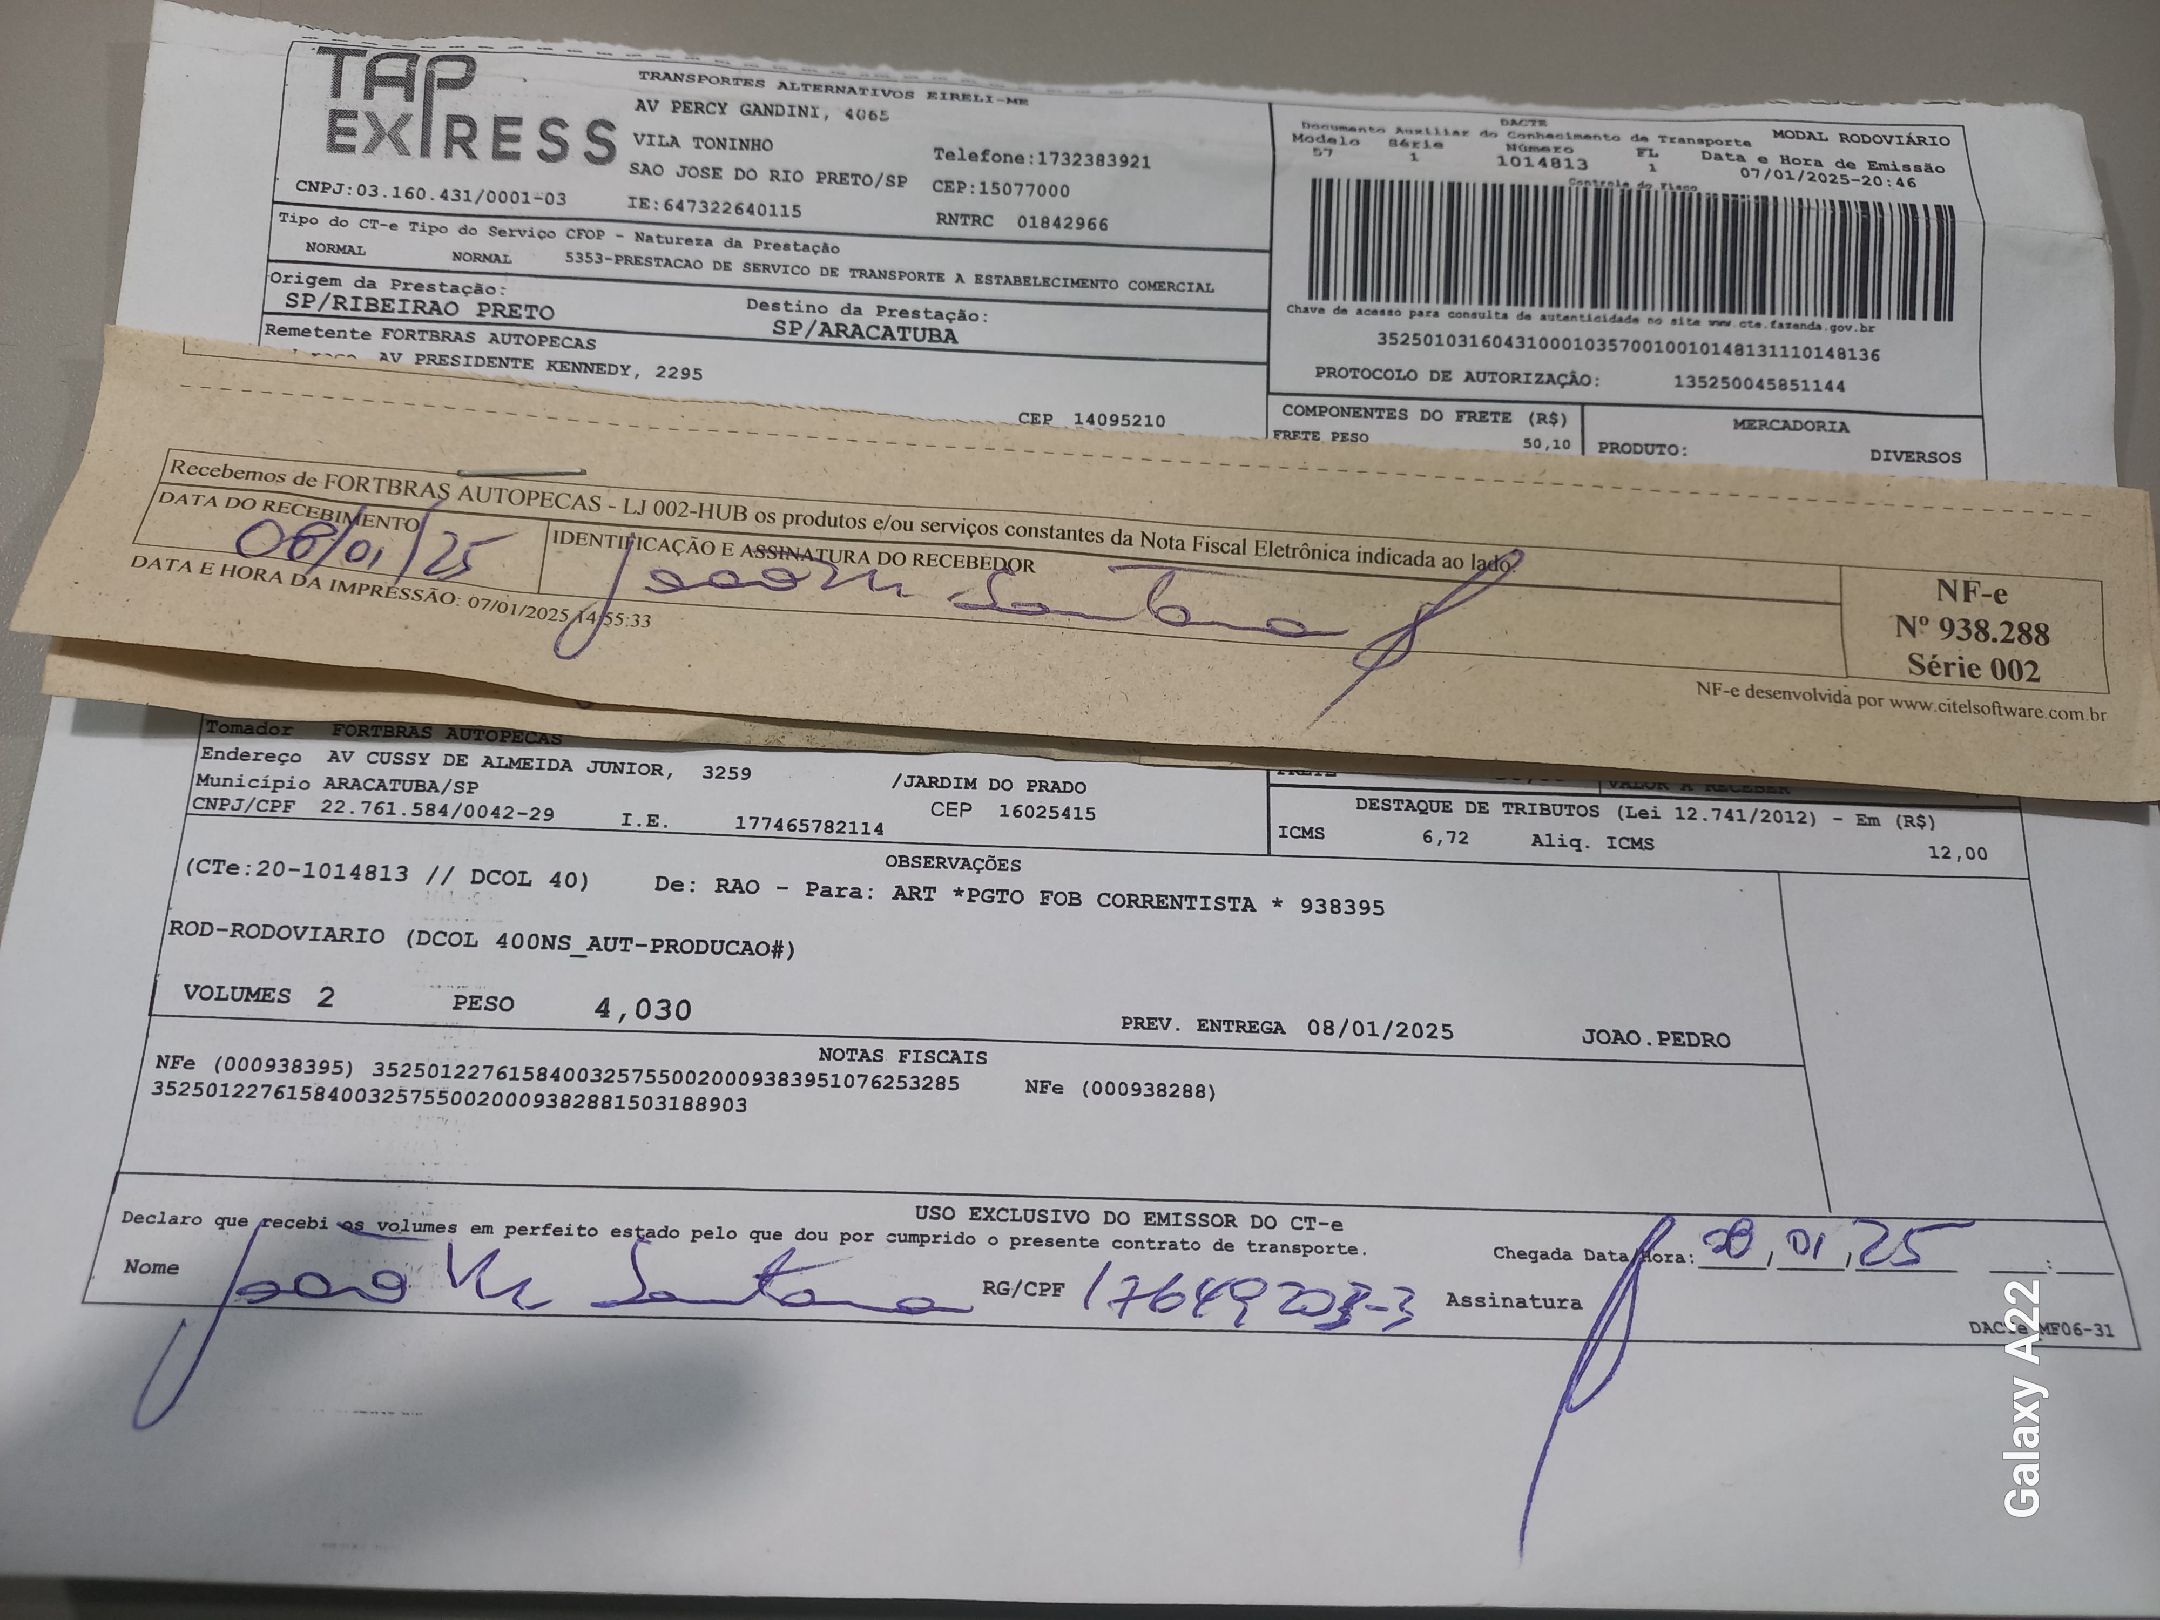 TAP EXPRESS
TRANSPORTES ALTERNATIVOS EIRELI-ME
AV PERCY GANDINI, 4065
VILA TONINHO
Telefone:1732383921
SAO JOSE DO RIO PRETO/SP CEP:15077000
CNPJ:03.160.431/0001-03 IE:647322640115 RNTRC 01842966
Tipo do CT-e Tipo do Serviço CFOP - Natureza da Prestação
NORMAL NORMAL 5353-PRESTACAO DE SERVICO DE TRANSPORTE A ESTABELECIMENTO COMERCIAL
Origem da Prestação: Destino da Prestação:
SP/RIBEIRAO PRETO SP/ARACATUBA
Remetente FORTBRAS AUTOPECAS
AV PRESIDENTE KENNEDY, 2295
CEP 14095210
DACTE
Documento Auxiliar do Conhecimento de Transporte MODAL RODOVIÁRIO
Modelo Série Número FL Data e Hora de Emissão
57 1 1014813 1 07/01/2025-20:46
Controle do Fisco
Chave de acesso para consulta de autenticidade no site www.cte.fazenda.gov.br
35250103160431000103570010010148131110148136
PROTOCOLO DE AUTORIZAÇÃO: 135250045851144
COMPONENTES DO FRETE (R$) MERCADORIA
FRETE PESO 50,10 PRODUTO: DIVERSOS
Recebemos de FORTBRAS AUTOPECAS - LJ 002-HUB os produtos e/ou serviços constantes da Nota Fiscal Eletrônica indicada ao lado.
DATA DO RECEBIMENTO IDENTIFICAÇÃO E ASSINATURA DO RECEBEDOR
08/01/25 Santana
DATA E HORA DA IMPRESSÃO: 07/01/2025 14:55:33
NF-e
Nº 938.288
Série 002
NF-e desenvolvida por www.citelsoftware.com.br
Tomador FORTBRAS AUTOPECAS
Endereço AV CUSSY DE ALMEIDA JUNIOR, 3259 /JARDIM DO PRADO
Município ARACATUBA/SP CEP 16025415
CNPJ/CPF 22.761.584/0042-29 I.E. 177465782114
FRETE VALOR A RECEBER
DESTAQUE DE TRIBUTOS (Lei 12.741/2012) - Em (R$)
ICMS 6,72 Aliq. ICMS 12,00
OBSERVAÇÕES
(CTe:20-1014813 // DCOL 40) De: RAO - Para: ART *PGTO FOB CORRENTISTA * 938395
ROD-RODOVIARIO (DCOL 400NS_AUT-PRODUCAO#)
VOLUMES 2 PESO 4,030 PREV. ENTREGA 08/01/2025 JOAO.PEDRO
NOTAS FISCAIS
NFe (000938395) 35250122761584003257550020009383951076253285 NFe (000938288)
35250122761584003257550020009382881503188903
USO EXCLUSIVO DO EMISSOR DO CT-e
Declaro que recebi os volumes em perfeito estado pelo que dou por cumprido o presente contrato de transporte. Chegada Data/Hora: 08,01,25 :
Nome João Santana RG/CPF 17649203-3 Assinatura
DACTe MF06-31
Galaxy A22